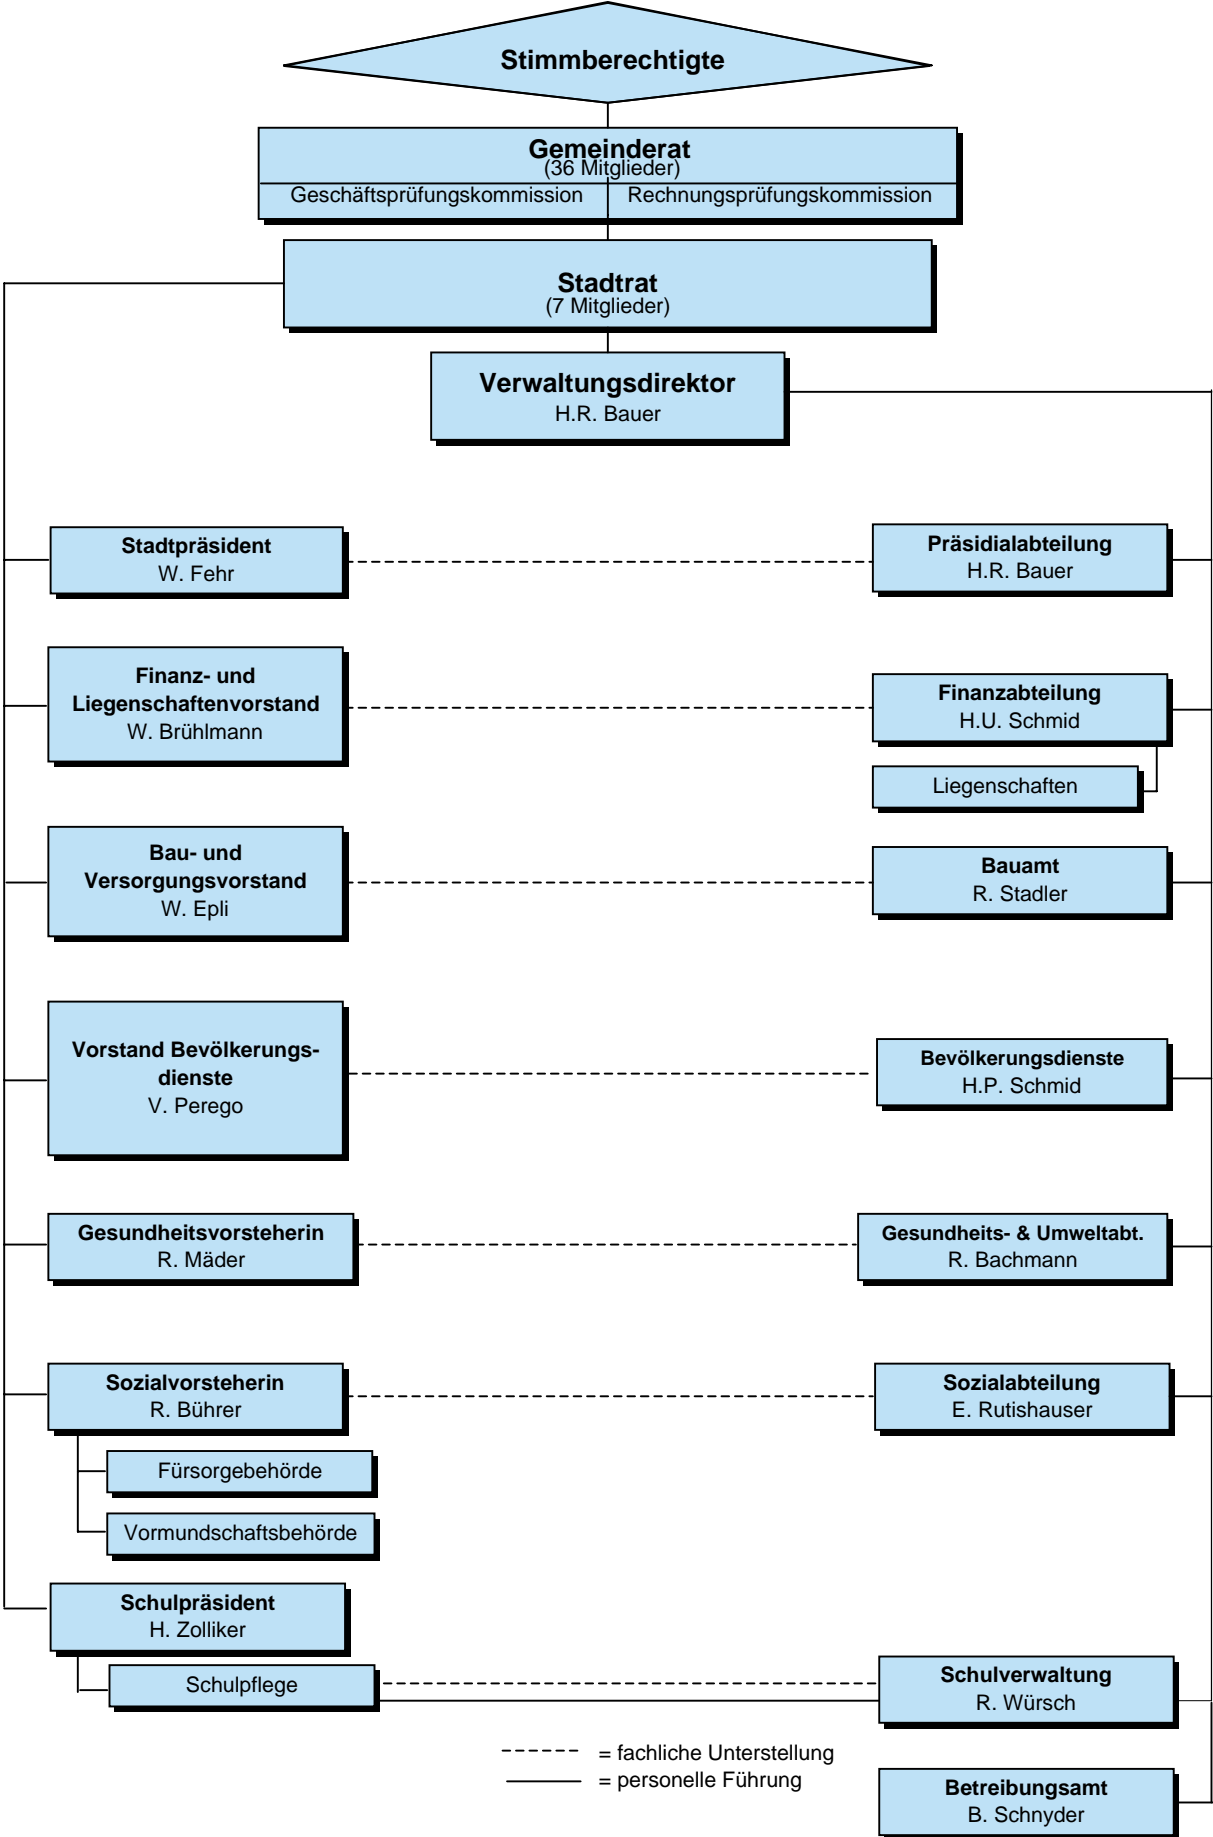 Stimmberechtigte
Gemeinderat
(36 Mitglieder)
Geschäftsprüfungskommission
Rechnungsprüfungskommission
Stadtrat
(7 Mitglieder)
Verwaltungsdirektor
H.R. Bauer
Stadtpräsident
W. Fehr
Präsidialabteilung
H.R. Bauer
Finanz- und
Liegenschaftenvorstand
W. Brühlmann
Finanzabteilung
H.U. Schmid
Liegenschaften
Bau- und
Versorgungsvorstand
W. Epli
Bauamt
R. Stadler
Vorstand Bevölkerungs-
dienste
V. Perego
Bevölkerungsdienste
H.P. Schmid
Gesundheitsvorsteherin
R. Mäder
Gesundheits- & Umweltabt.
R. Bachmann
Sozialvorsteherin
R. Bührer
Sozialabteilung
E. Rutishauser
Fürsorgebehörde
Vormundschaftsbehörde
Schulpräsident
H. Zolliker
Schulpflege
Schulverwaltung
R. Würsch
= fachliche Unterstellung
= personelle Führung
Betreibungsamt
B. Schnyder